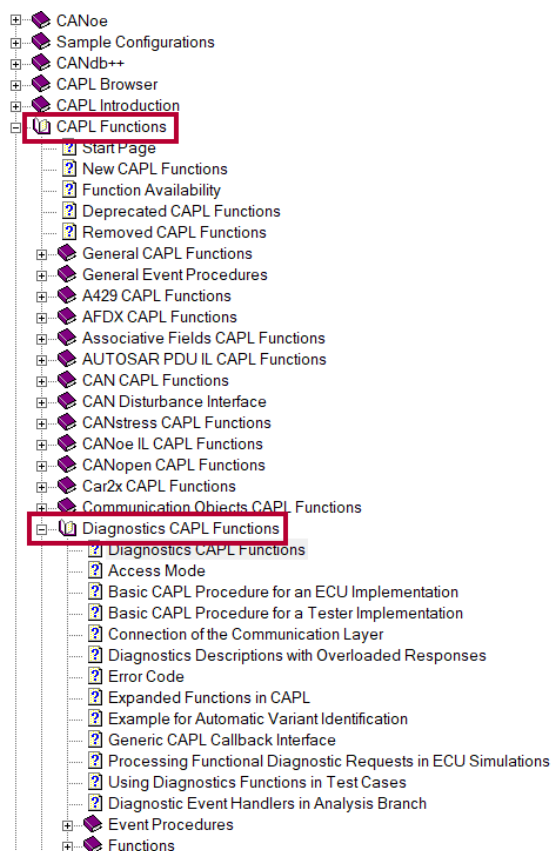 CANoe
Sample Configurations
CANdb++
CAPL Browser
CAPL Introduction
CAPL Functions
Start Page
New CAPL Functions
Function Availability
Deprecated CAPL Functions
Removed CAPL Functions
General CAPL Functions
General Event Procedures
A429 CAPL Functions
AFDX CAPL Functions
Associative Fields CAPL Functions
AUTOSAR PDU IL CAPL Functions
CAN CAPL Functions
CAN Disturbance Interface
CANstress CAPL Functions
CANoe IL CAPL Functions
CANopen CAPL Functions
Car2x CAPL Functions
Communication Objects CAPL Functions
Diagnostics CAPL Functions
Diagnostics CAPL Functions
Access Mode
Basic CAPL Procedure for an ECU Implementation
Basic CAPL Procedure for a Tester Implementation
Connection of the Communication Layer
Diagnostics Descriptions with Overloaded Responses
Error Code
Expanded Functions in CAPL
Example for Automatic Variant Identification
Generic CAPL Callback Interface
Processing Functional Diagnostic Requests in ECU Simulations
Using Diagnostics Functions in Test Cases
Diagnostic Event Handlers in Analysis Branch
Event Procedures
Functions